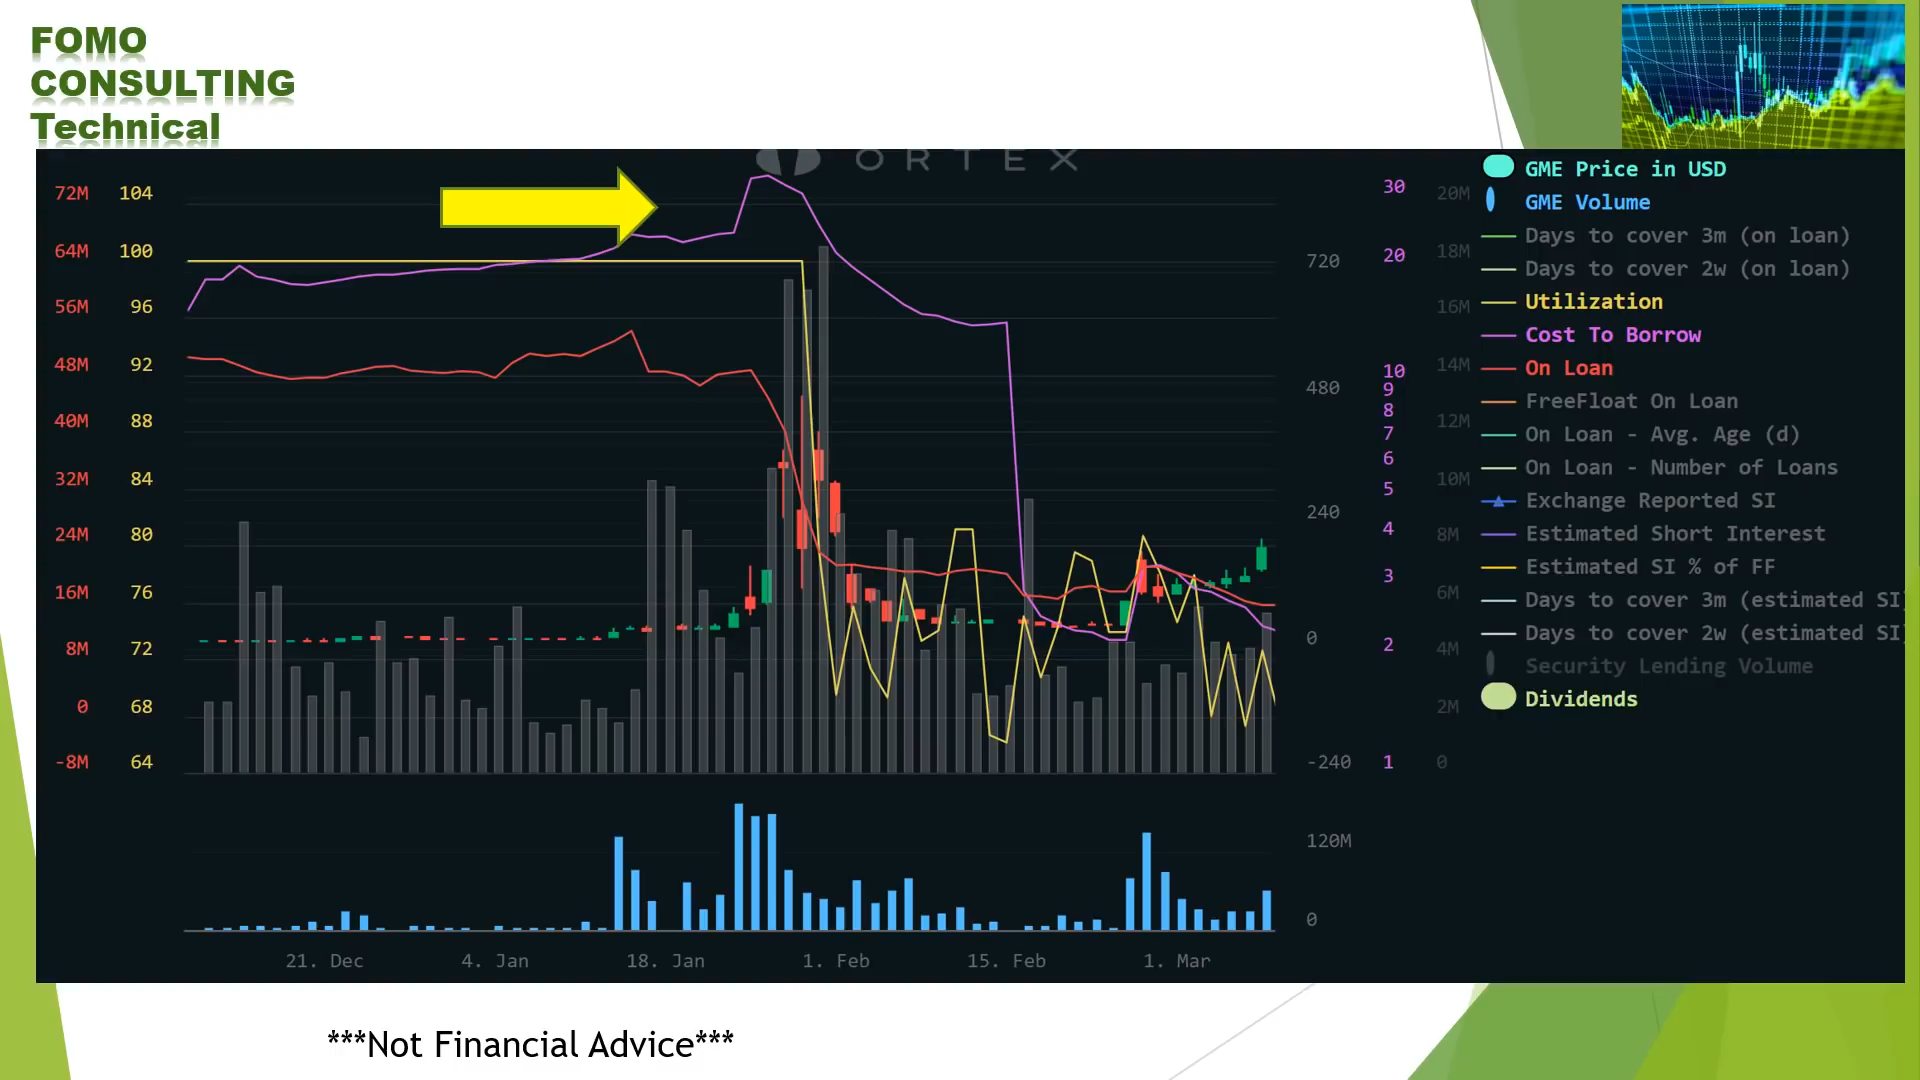 FOMO
CONSULTING
Technical
ORTEX
72M 104
64M 100
56M 96
48M 92
40M 88
32M 84
24M 80
16M 76
8M 72
0 68
-8M 64
720
480
240
0
-240
120M
0
30
20
10
9
8
7
6
5
4
3
2
1
20M
18M
16M
14M
12M
10M
8M
6M
4M
2M
0
GME Price in USD
GME Volume
Days to cover 3m (on loan)
Days to cover 2w (on loan)
Utilization
Cost To Borrow
On Loan
FreeFloat On Loan
On Loan - Avg. Age (d)
On Loan - Number of Loans
Exchange Reported SI
Estimated Short Interest
Estimated SI % of FF
Days to cover 3m (estimated SI)
Days to cover 2w (estimated SI)
Security Lending Volume
Dividends
21. Dec 4. Jan 18. Jan 1. Feb 15. Feb 1. Mar
***Not Financial Advice***